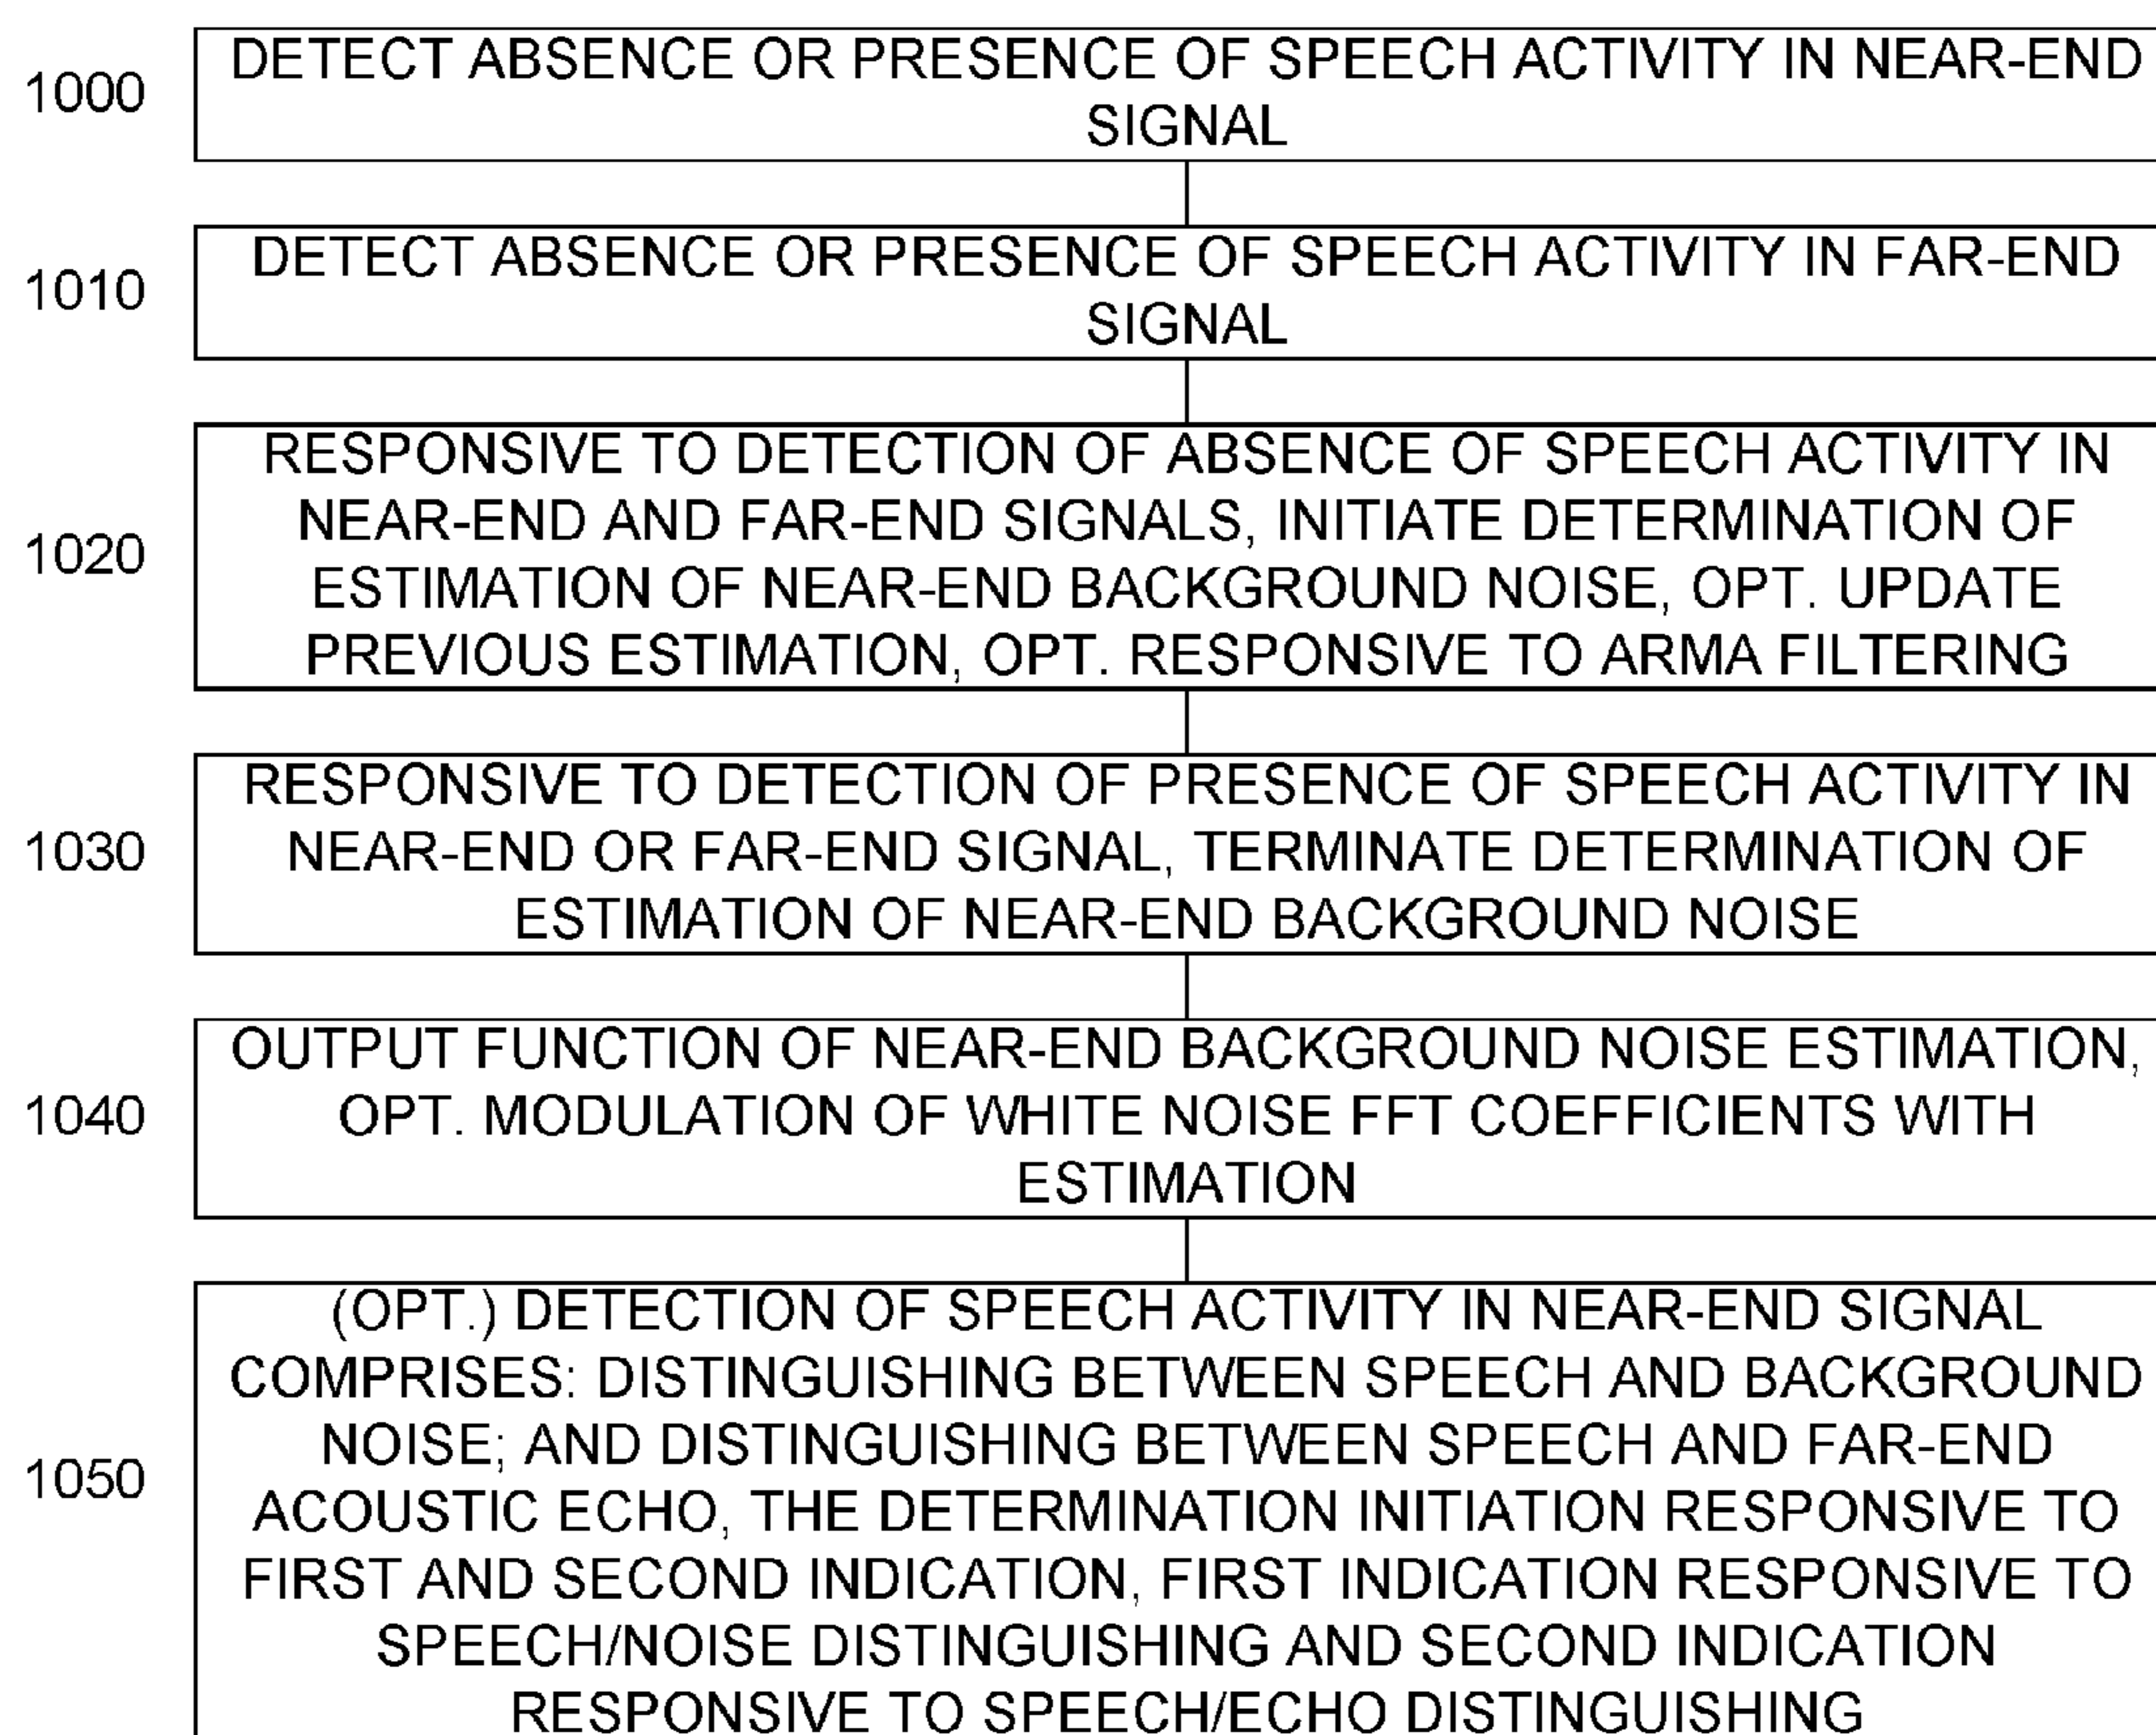 1000
DETECT ABSENCE OR PRESENCE OF SPEECH ACTIVITY IN NEAR-END
SIGNAL
1010
DETECT ABSENCE OR PRESENCE OF SPEECH ACTIVITY IN FAR-END
SIGNAL
1020
RESPONSIVE TO DETECTION OF ABSENCE OF SPEECH ACTIVITY IN
NEAR-END AND FAR-END SIGNALS, INITIATE DETERMINATION OF
ESTIMATION OF NEAR-END BACKGROUND NOISE, OPT. UPDATE
PREVIOUS ESTIMATION, OPT. RESPONSIVE TO ARMA FILTERING
1030
RESPONSIVE TO DETECTION OF PRESENCE OF SPEECH ACTIVITY IN
NEAR-END OR FAR-END SIGNAL, TERMINATE DETERMINATION OF
ESTIMATION OF NEAR-END BACKGROUND NOISE
1040
OUTPUT FUNCTION OF NEAR-END BACKGROUND NOISE ESTIMATION,
OPT. MODULATION OF WHITE NOISE FFT COEFFICIENTS WITH
ESTIMATION
1050
(OPT.) DETECTION OF SPEECH ACTIVITY IN NEAR-END SIGNAL
COMPRISES: DISTINGUISHING BETWEEN SPEECH AND BACKGROUND
NOISE; AND DISTINGUISHING BETWEEN SPEECH AND FAR-END
ACOUSTIC ECHO, THE DETERMINATION INITIATION RESPONSIVE TO
FIRST AND SECOND INDICATION, FIRST INDICATION RESPONSIVE TO
SPEECH/NOISE DISTINGUISHING AND SECOND INDICATION
RESPONSIVE TO SPEECH/ECHO DISTINGUISHING